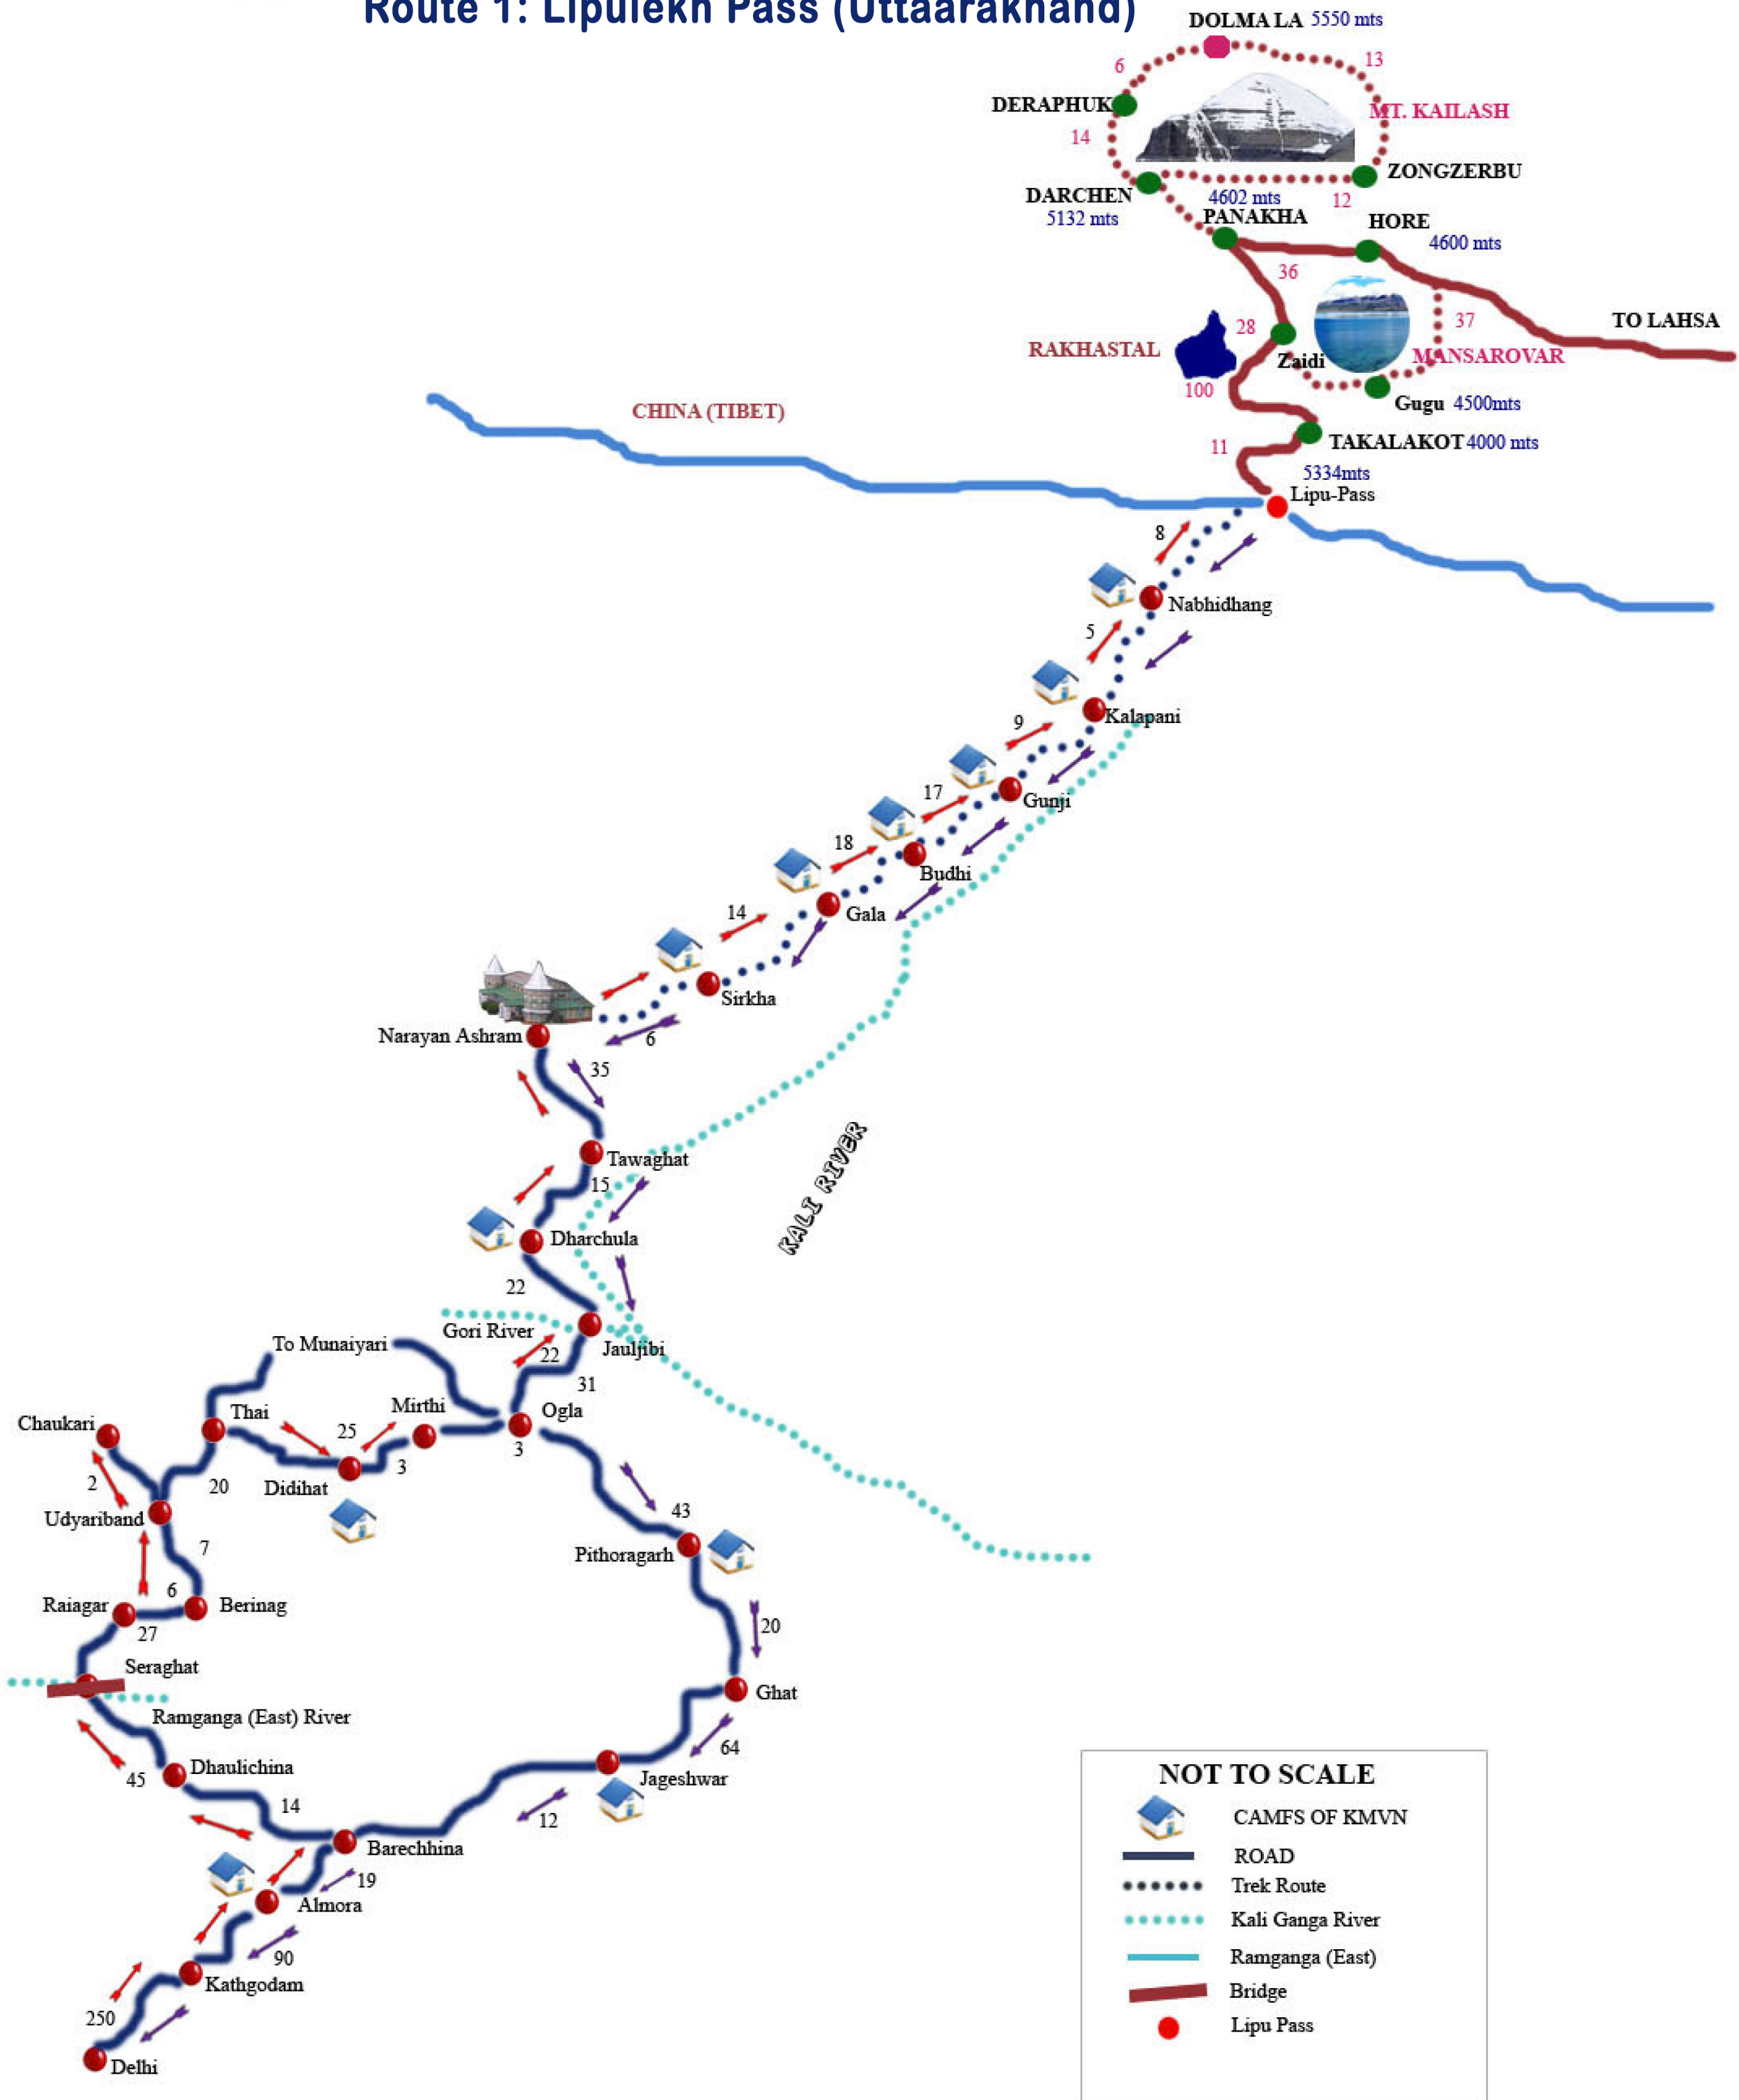 Route 1: Lipulekh Pass (Uttaarakhand)
DOLMA LA 5550 mts
6
13
DERAPHUK
MT. KAILASH
14
ZONGZERBU
DARCHEN
4602 mts
12
5132 mts
PANAKHA
HORE
4600 mts
36
28
37
TO LAHSA
RAKHASTAL
Zaidi
MANSAROVAR
100
Gugu 4500mts
CHINA (TIBET)
TAKALAKOT 4000 mts
11
5334mts
Lipu-Pass
8
Nabhidhang
5
Kalapani
9
17
Gunji
18
Budhi
14
Gala
Sirkha
Narayan Ashram
6
35
Tawaghat
15
KALI RIVER
Dharchula
22
Gori River
To Munaiyari
Jauljibi
22
31
Mirthi
Ogla
Chaukari
Thai
25
3
3
2
20
Didihat
Udyariband
43
7
Pithoragarh
6
Raiagar
Berinag
27
20
Seraghat
Ghat
Ramganga (East) River
64
Dhaulichina
45
Jageshwar
14
12
Barechhina
19
Almora
90
Kathgodam
250
Delhi
NOT TO SCALE
CAMFS OF KMVN
ROAD
Trek Route
Kali Ganga River
Ramganga (East)
Bridge
Lipu Pass